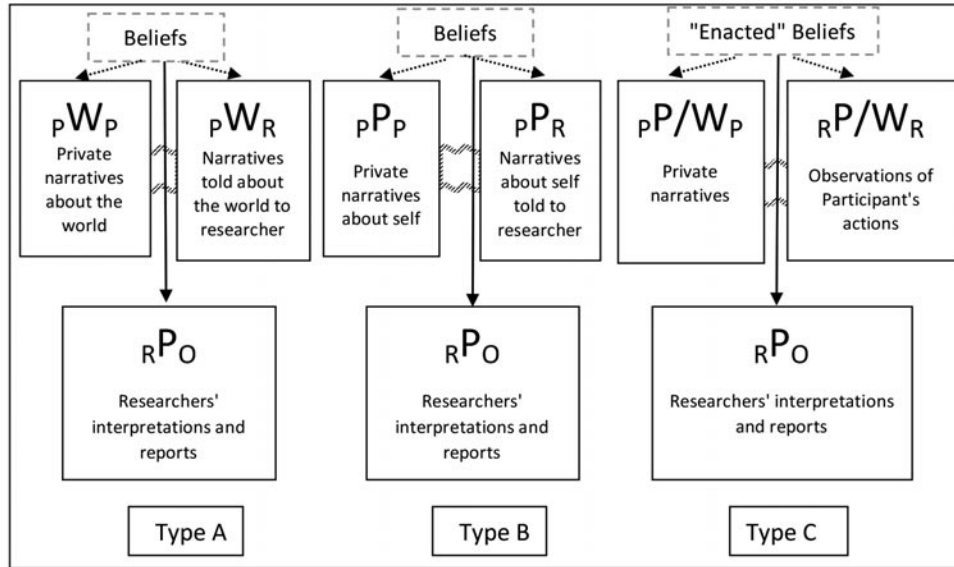 Beliefs
PWP
Private
narratives
about the
world
PWR
Narratives
told about
the world to
researcher
RPO
Researchers'
interpretations and
reports
Type A
Beliefs
PPP
Private
narratives
about self
PPR
Narratives
about self
told to
researcher
RPO
Researchers'
interpretations and
reports
Type B
"Enacted" Beliefs
PP/WP
Private
narratives
RP/WR
Observations of
Participant's
actions
RPO
Researchers' interpretations
and reports
Type C